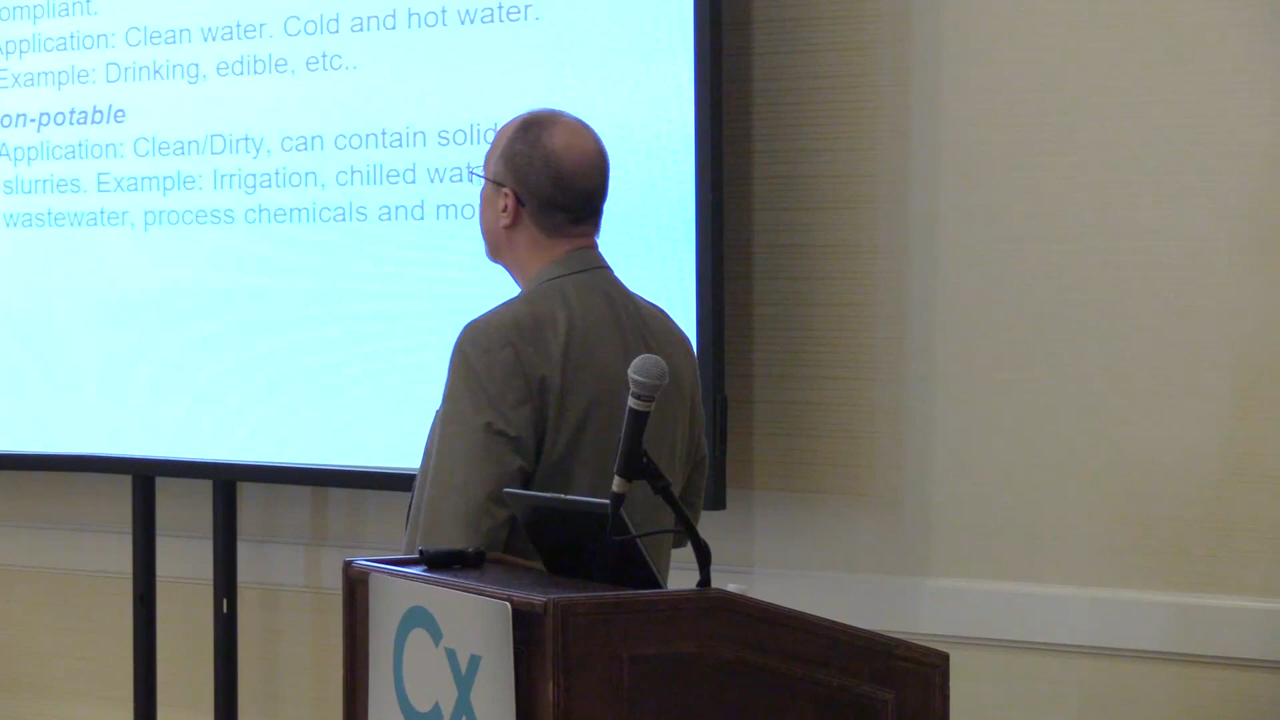 ompliant.
Application: Clean water. Cold and hot water.
Example: Drinking, edible, etc..
on-potable
Application: Clean/Dirty, can contain solid
slurries. Example: Irrigation, chilled wat
wastewater, process chemicals and mo
Cx